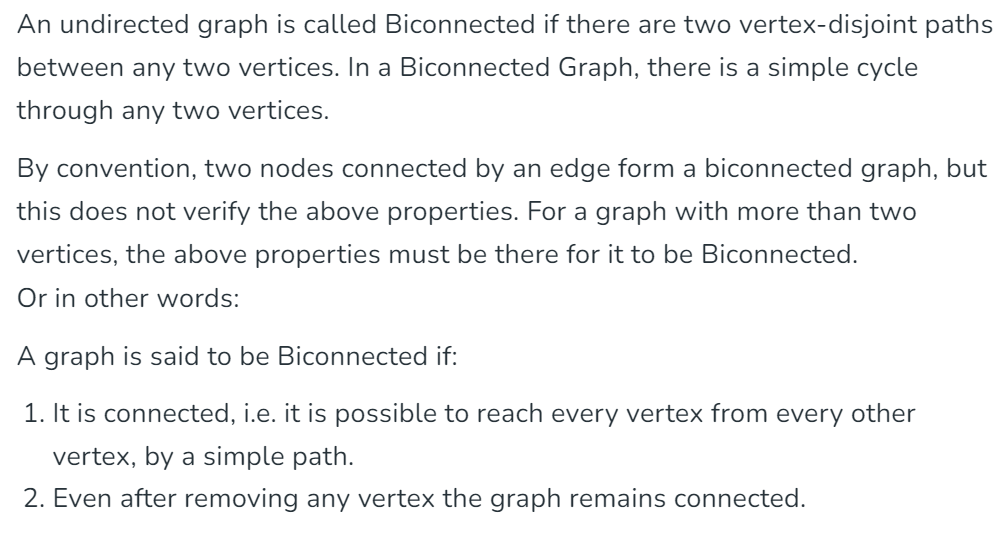 An undirected graph is called Biconnected if there are two vertex-disjoint paths
between any two vertices. In a Biconnected Graph, there is a simple cycle
through any two vertices.
By convention, two nodes connected by an edge form a biconnected graph, but
this does not verify the above properties. For a graph with more than two
vertices, the above properties must be there for it to be Biconnected.
Or in other words:
A graph is said to be Biconnected if:
1. It is connected, i.e. it is possible to reach every vertex from every other
vertex, by a simple path.
2. Even after removing any vertex the graph remains connected.